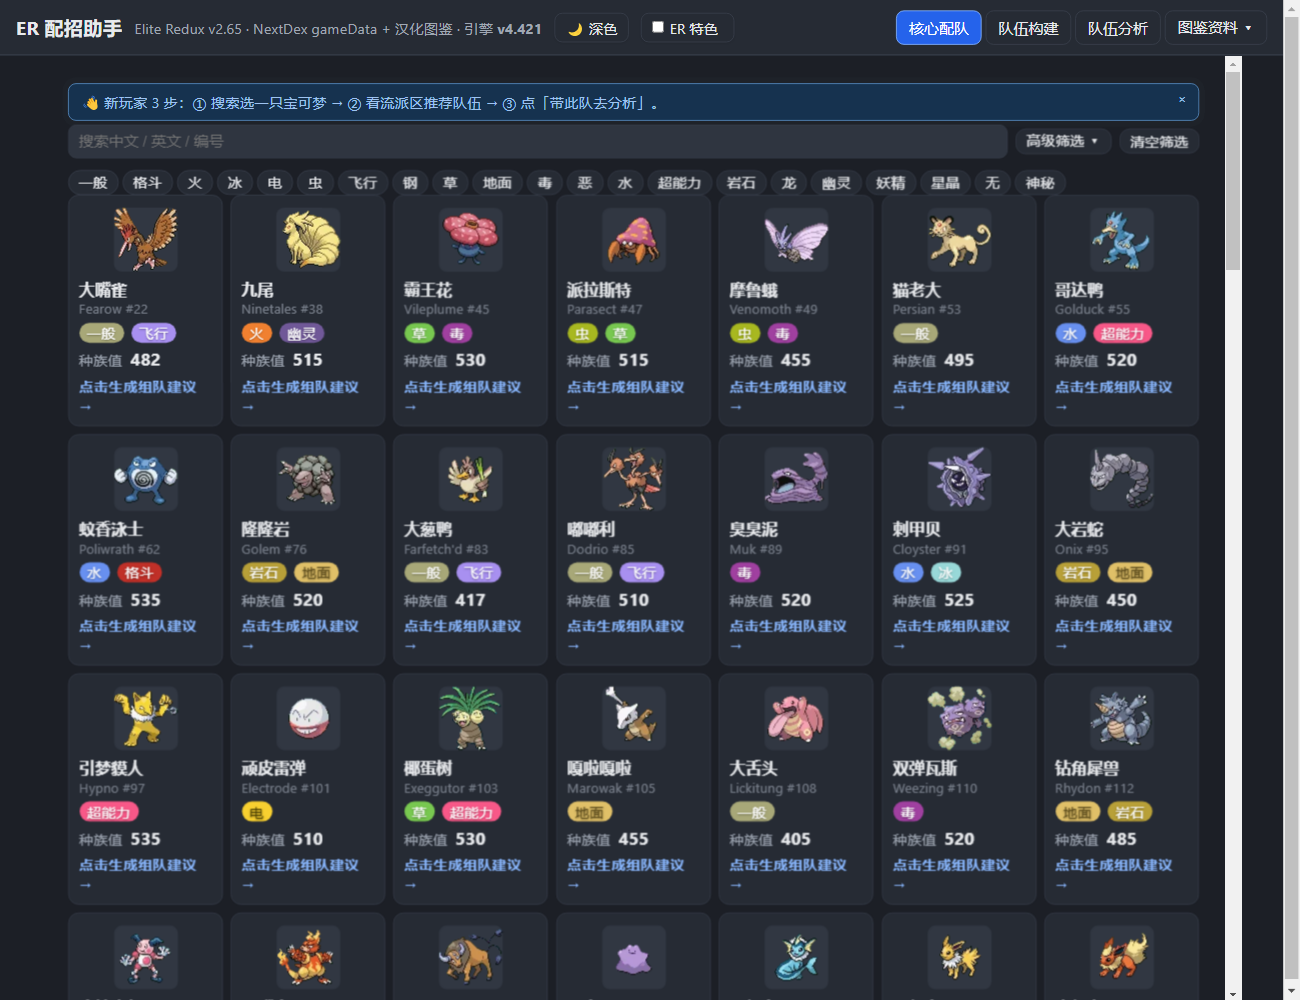 ER 配招助手 Elite Redux v2.65 · NextDex gameData + 汉化图鉴 · 引擎 v4.421 🌙 深色 ER 特色 核心配队 队伍构建 队伍分析 图鉴资料 ▾
👋 新玩家 3 步：① 搜索选一只宝可梦 → ② 看流派区推荐队伍 → ③ 点「带此队去分析」。 ×
搜索中文 / 英文 / 编号 高级筛选 ▾ 清空筛选
一般 格斗 火 冰 电 虫 飞行 钢 草 地面 毒 恶 水 超能力 岩石 龙 幽灵 妖精 星晶 无 神秘
大嘴雀 九尾 霸王花 派拉斯特 摩鲁蛾 猫老大 哥达鸭
Fearow #22 Ninetales #38 Vileplume #45 Parasect #47 Venomoth #49 Persian #53 Golduck #55
一般 飞行 火 幽灵 草 毒 虫 草 虫 毒 一般 水 超能力
种族值 482 种族值 515 种族值 530 种族值 515 种族值 455 种族值 495 种族值 520
点击生成组队建议 点击生成组队建议 点击生成组队建议 点击生成组队建议 点击生成组队建议 点击生成组队建议 点击生成组队建议
→ → → → → → →
蚊香泳士 隆隆岩 大葱鸭 嘟嘟利 臭臭泥 刺甲贝 大岩蛇
Poliwrath #62 Golem #76 Farfetch'd #83 Dodrio #85 Muk #89 Cloyster #91 Onix #95
水 格斗 岩石 地面 一般 飞行 一般 飞行 毒 水 冰 岩石 地面
种族值 535 种族值 520 种族值 417 种族值 510 种族值 520 种族值 525 种族值 450
点击生成组队建议 点击生成组队建议 点击生成组队建议 点击生成组队建议 点击生成组队建议 点击生成组队建议 点击生成组队建议
→ → → → → → →
引梦貘人 顽皮雷弹 椰蛋树 嘎啦嘎啦 大舌头 双弹瓦斯 钻角犀兽
Hypno #97 Electrode #101 Exeggutor #103 Marowak #105 Lickitung #108 Weezing #110 Rhydon #112
超能力 电 草 超能力 地面 一般 毒 地面 岩石
种族值 535 种族值 510 种族值 530 种族值 455 种族值 405 种族值 520 种族值 485
点击生成组队建议 点击生成组队建议 点击生成组队建议 点击生成组队建议 点击生成组队建议 点击生成组队建议 点击生成组队建议
→ → → → → → →